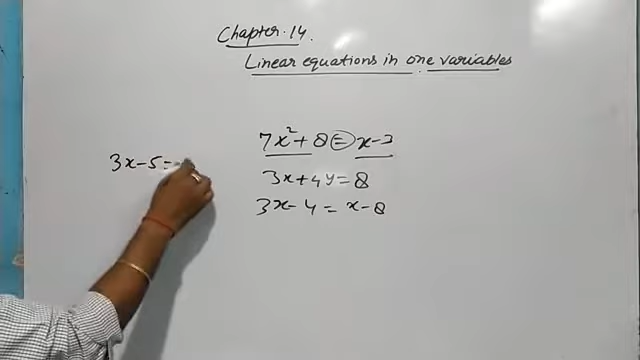 Chapter. 14.
Linear equations in one variables
7x² + 8 = x - 3
3x + 4y = 8
3x - 4 = x - 8
3x - 5 =